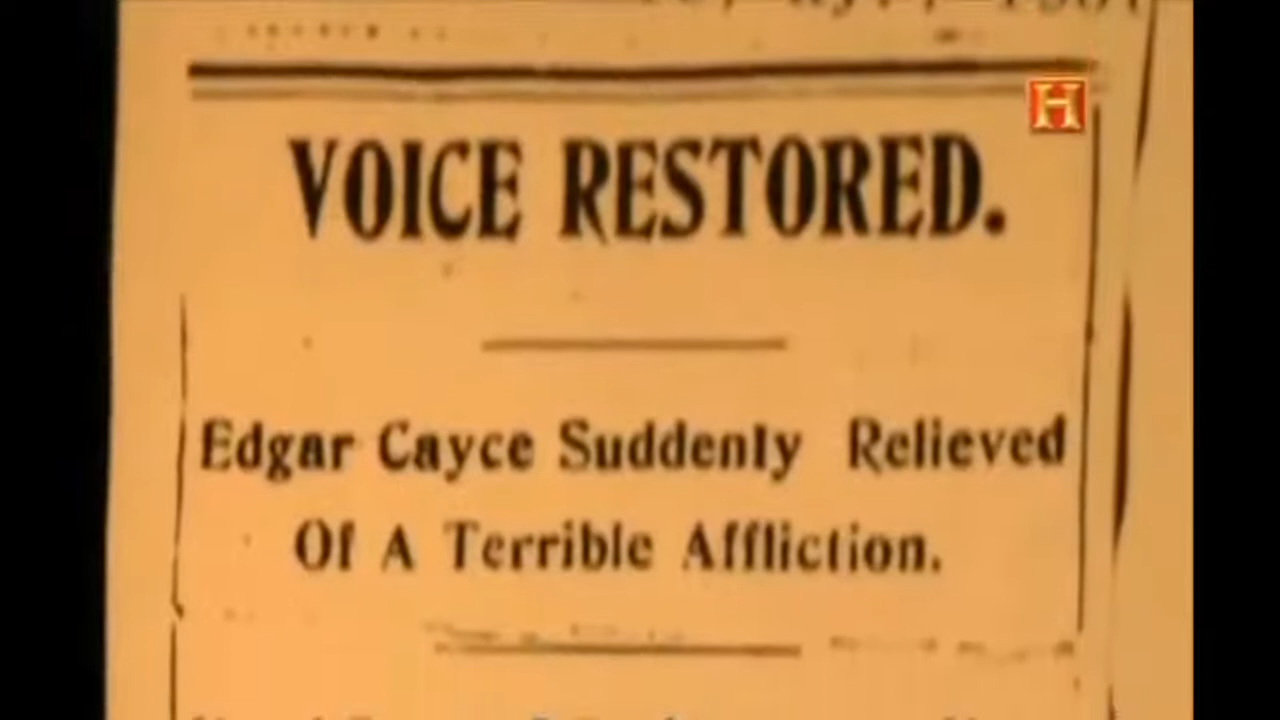 VOICE RESTORED.
Edgar Cayce Suddenly Relieved
Of A Terrible Affliction.